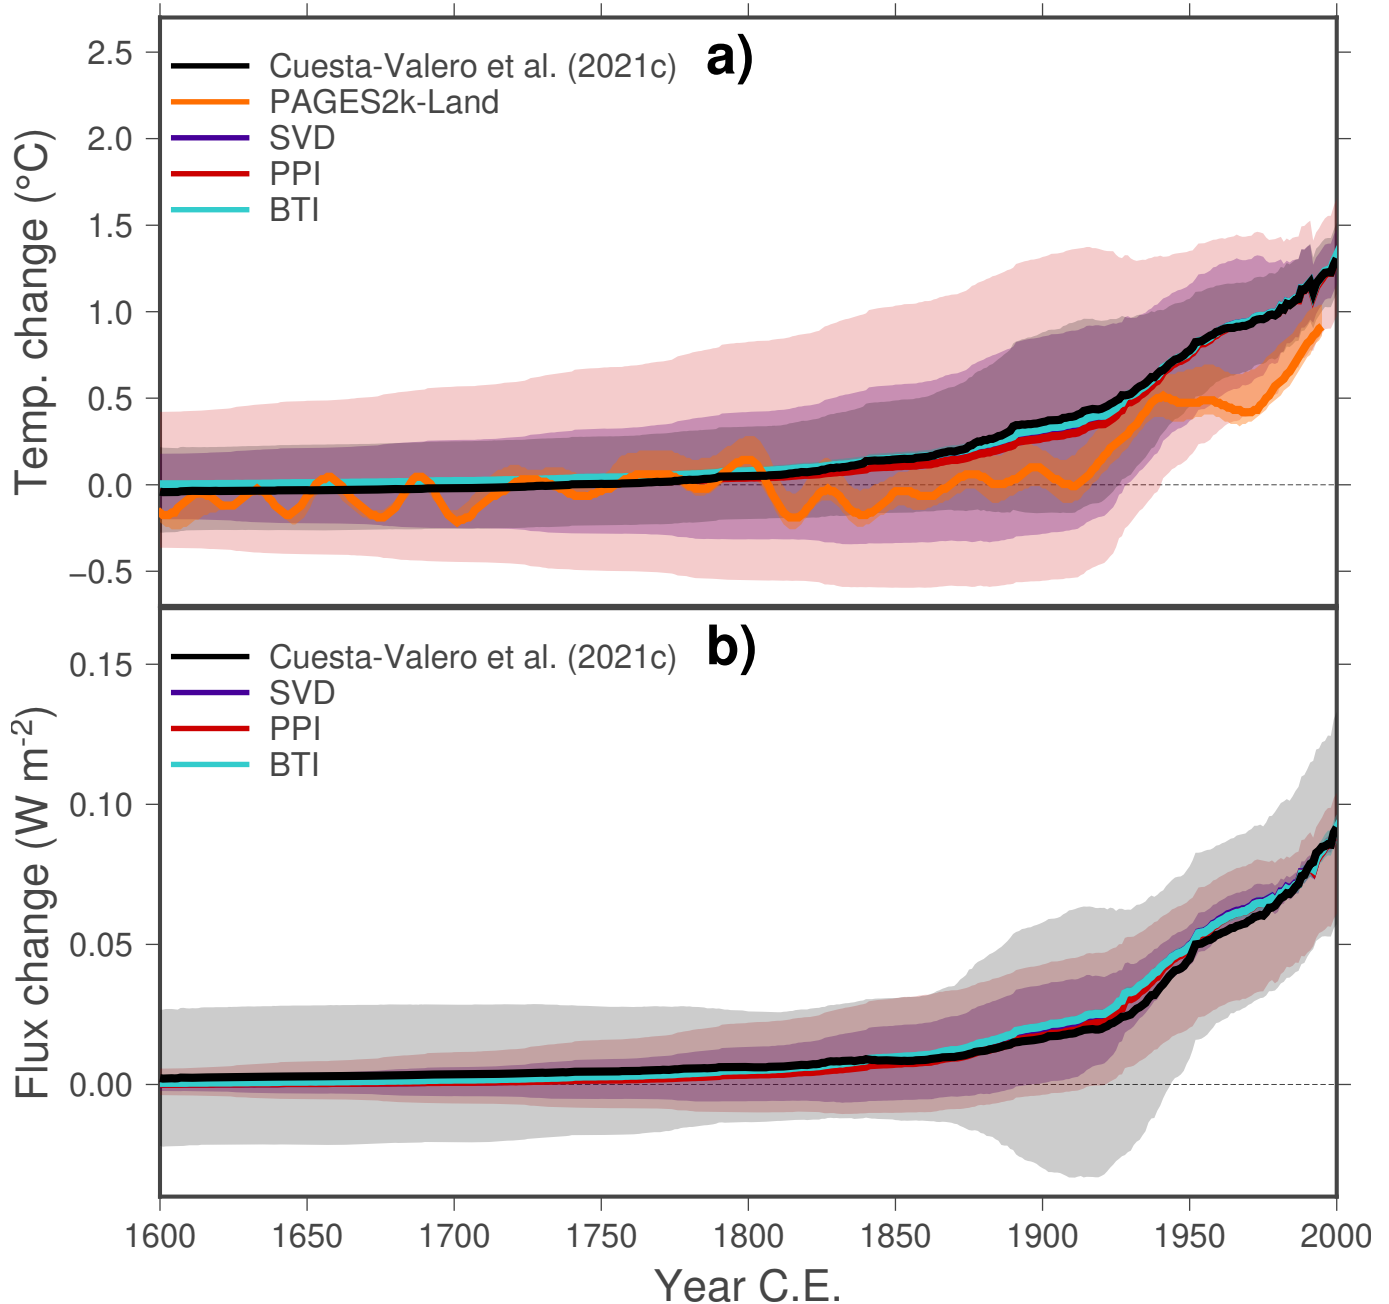 a)
Cuesta-Valero et al. (2021c)
PAGES2k-Land
SVD
PPI
BTI
Temp. change (°C)
2.5
2.0
1.5
1.0
0.5
0.0
−0.5
b)
Cuesta-Valero et al. (2021c)
SVD
PPI
BTI
Flux change (W m-2)
0.15
0.10
0.05
0.00
1600 1650 1700 1750 1800 1850 1900 1950 2000
Year C.E.